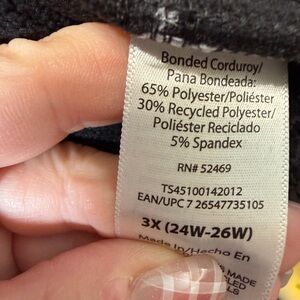 Bonded Corduroy/
Pana Bondeada:
65% Polyester/Poliéster
30% Recycled Polyester/
Poliéster Reciclado
5% Spandex
RN# 52469
TS45100142012
EAN/UPC 7 26547735105
3X (24W-26W)
Made In/Hecho En
MADE